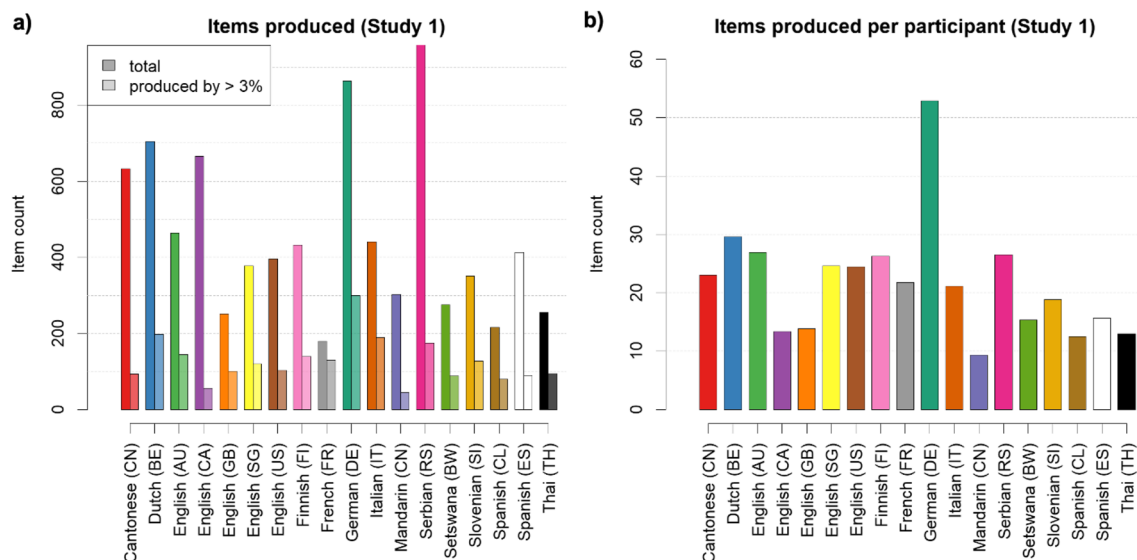 a)
Items produced (Study 1)
total
produced by > 3%
Item count
0
200
400
600
800
Cantonese (CN)
Dutch (BE)
English (AU)
English (CA)
English (GB)
English (SG)
English (US)
Finnish (FI)
French (FR)
German (DE)
Italian (IT)
Mandarin (CN)
Serbian (RS)
Setswana (BW)
Slovenian (SI)
Spanish (CL)
Spanish (ES)
Thai (TH)
b)
Items produced per participant (Study 1)
Item count
0
10
20
30
40
50
60
Cantonese (CN)
Dutch (BE)
English (AU)
English (CA)
English (GB)
English (SG)
English (US)
Finnish (FI)
French (FR)
German (DE)
Italian (IT)
Mandarin (CN)
Serbian (RS)
Setswana (BW)
Slovenian (SI)
Spanish (CL)
Spanish (ES)
Thai (TH)